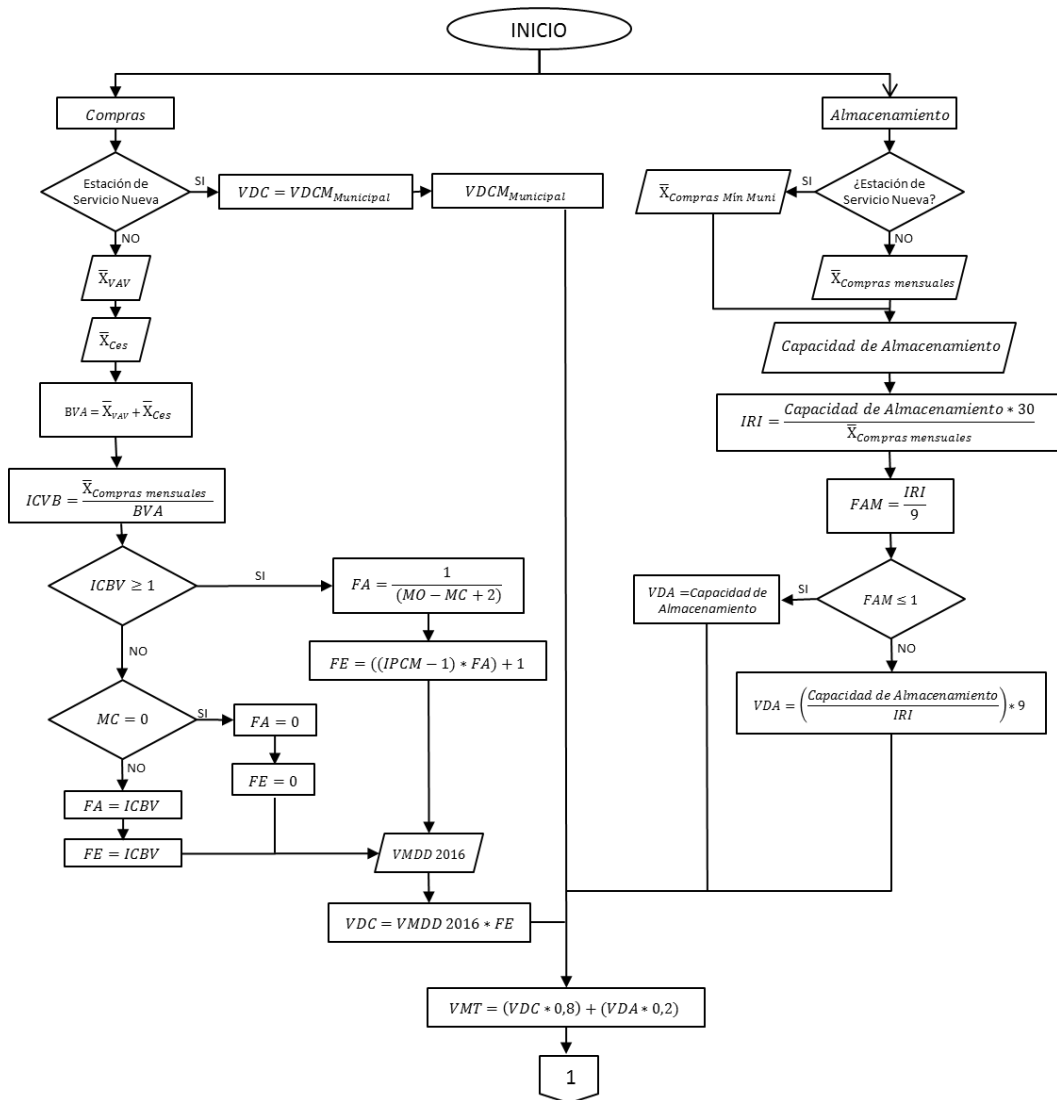 INICIO
Compras
Estación de
Servicio Nueva
SI
VDC = VDCM_Municipal
VDCM_Municipal
NO
X̅_VAV
X̅_Ces
BVA = X̅_VAV + X̅_Ces
ICVB = X̅_Compras mensuales / BVA
ICBV ≥ 1
SI
FA = 1 / (MO − MC + 2)
FE = ((IPCM − 1) * FA) + 1
NO
MC = 0
SI
FA = 0
FE = 0
NO
FA = ICBV
FE = ICBV
VMDD 2016
VDC = VMDD 2016 * FE
Almacenamiento
¿Estación de
Servicio Nueva?
SI
X̅_Compras Mín Muni
NO
X̅_Compras mensuales
Capacidad de Almacenamiento
IRI = Capacidad de Almacenamiento * 30 / X̅_Compras mensuales
FAM = IRI / 9
FAM ≤ 1
SI
VDA =Capacidad de
Almacenamiento
NO
VDA = (Capacidad de Almacenamiento / IRI) * 9
VMT = (VDC * 0,8) + (VDA * 0,2)
1